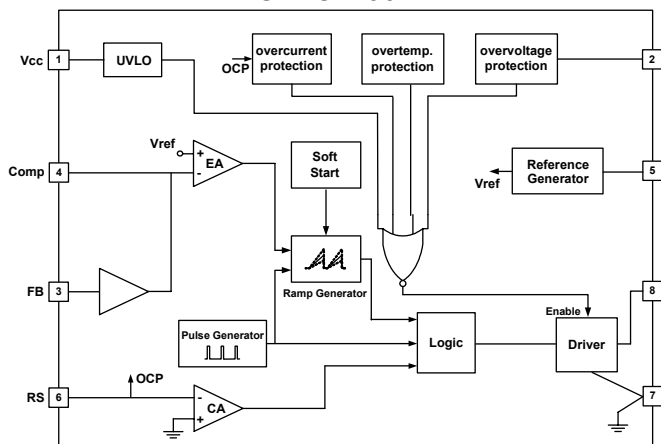 Vcc
1
UVLO
OCP
overcurrent
protection
overtemp.
protection
overvoltage
protection
2
Comp
4
Vref
+
-
EA
Soft
Start
Vref
Reference
Generator
5
FB
3
Ramp Generator
8
Pulse Generator
Logic
Enable
Driver
RS
6
OCP
-
+
CA
7